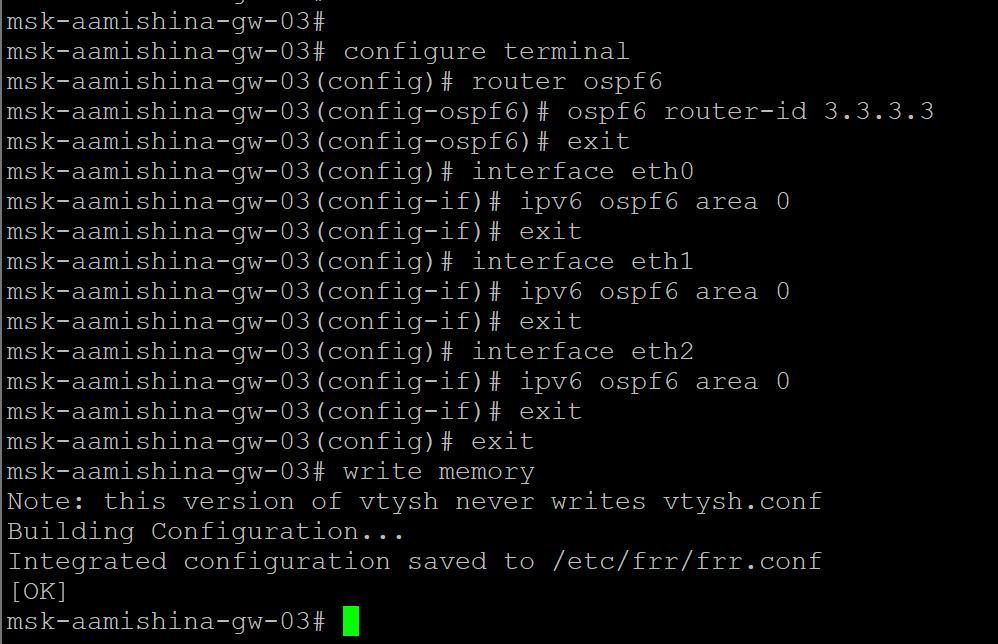 msk-aamishina-gw-03#
msk-aamishina-gw-03# configure terminal
msk-aamishina-gw-03(config)# router ospf6
msk-aamishina-gw-03(config-ospf6)# ospf6 router-id 3.3.3.3
msk-aamishina-gw-03(config-ospf6)# exit
msk-aamishina-gw-03(config)# interface eth0
msk-aamishina-gw-03(config-if)# ipv6 ospf6 area 0
msk-aamishina-gw-03(config-if)# exit
msk-aamishina-gw-03(config)# interface eth1
msk-aamishina-gw-03(config-if)# ipv6 ospf6 area 0
msk-aamishina-gw-03(config-if)# exit
msk-aamishina-gw-03(config)# interface eth2
msk-aamishina-gw-03(config-if)# ipv6 ospf6 area 0
msk-aamishina-gw-03(config-if)# exit
msk-aamishina-gw-03(config)# exit
msk-aamishina-gw-03# write memory
Note: this version of vtysh never writes vtysh.conf
Building Configuration...
Integrated configuration saved to /etc/frr/frr.conf
[OK]
msk-aamishina-gw-03#